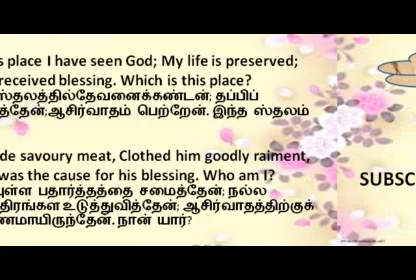 s place I have seen God; My life is preserved;
received blessing. Which is this place?
ஸ்தலத்தில்தேவனைக்கண்டன்; தப்பிப்
த்தேன்;ஆசிர்வாதம் பெற்றேன். இந்த ஸ்தலம்
de savoury meat, Clothed him goodly raiment,
was the cause for his blessing. Who am I?
புள்ள பதார்த்தத்தை சமைத்தேன்; நல்ல
திரங்கள உடுத்துவித்தேன்; ஆசிர்வாதத்திற்குக்
ணமாயிருந்தேன். நான் யார்?
SUBSC